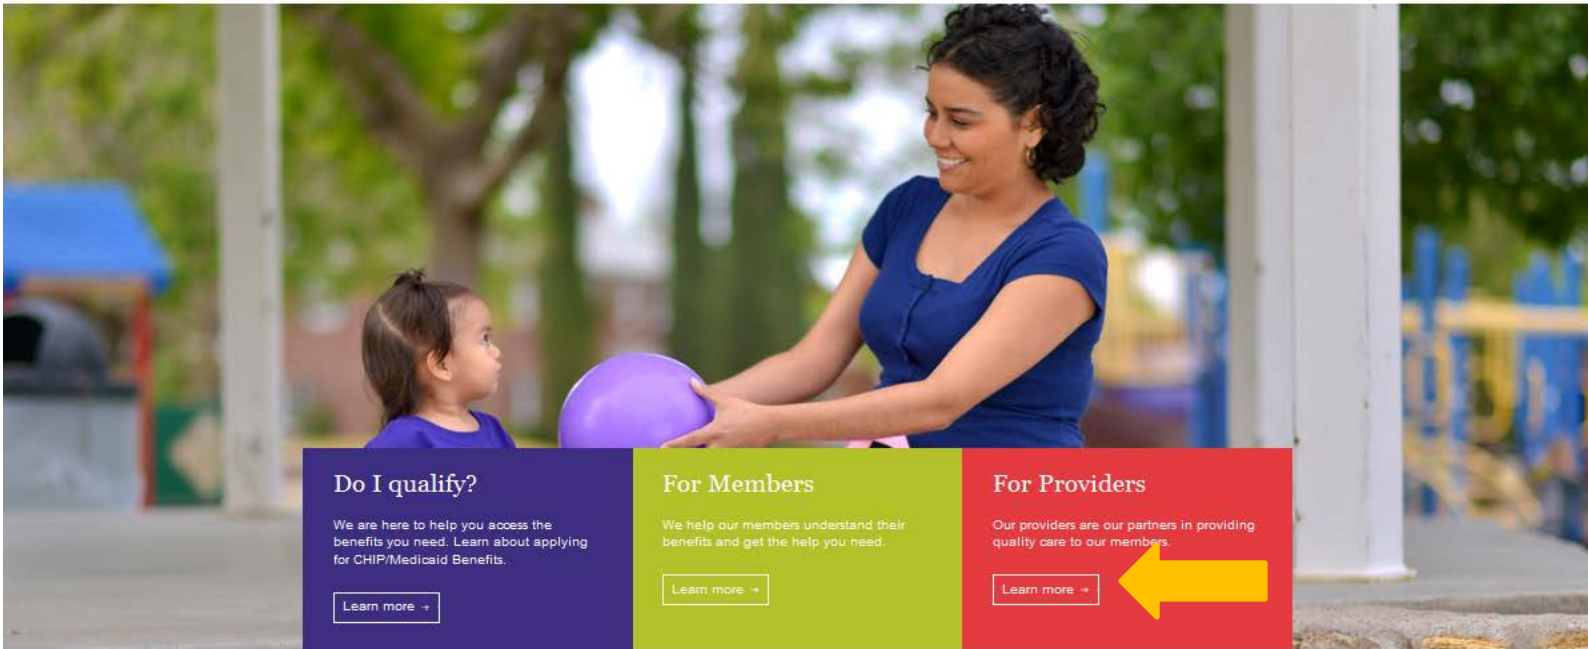 Do I qualify?
We are here to help you access the
benefits you need. Learn about applying
for CHIP/Medicaid Benefits.
Learn more →
For Members
We help our members understand their
benefits and get the help you need.
Learn more →
For Providers
Our providers are our partners in providing
quality care to our members.
Learn more →